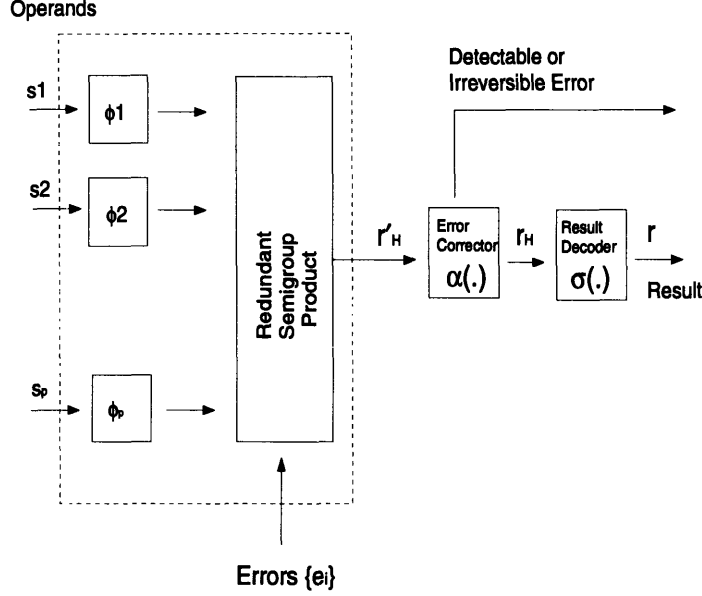 Operands
s1
ϕ1
s2
ϕ2
sp
ϕp
Redundant
Semigroup
Product
Errors {ei}
r'H
Detectable or
Irreversible Error
Error
Corrector
α(.)
rH
Result
Decoder
σ(.)
r
Result